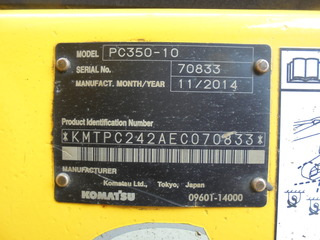 MODEL PC350-10
SERIAL No. 70833
MANUFACT. MONTH/YEAR 11/2014
Product Identification Number
*KMTPC242AEC070833*
MANUFACTURER
Komatsu Ltd., Tokyo, Japan
KOMATSU 09601-14000